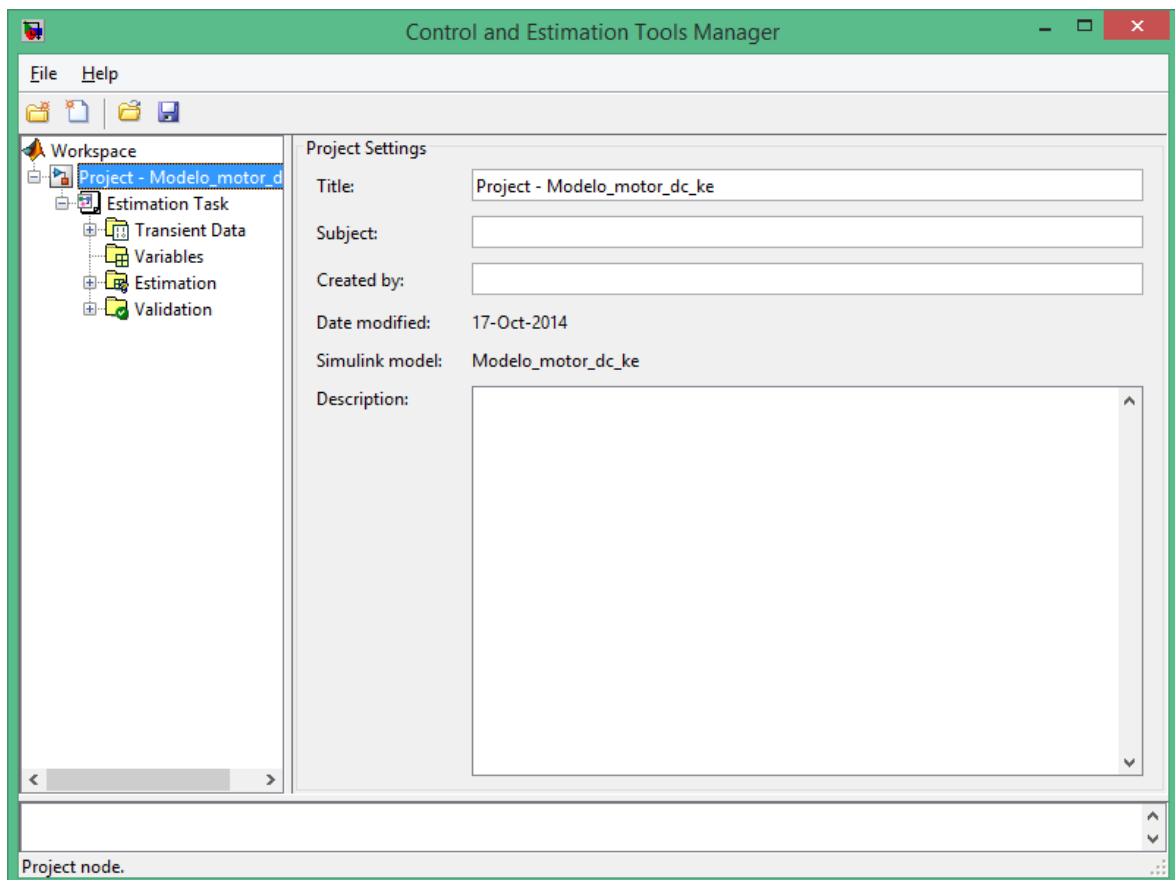 Control and Estimation Tools Manager
File Help
Workspace
Project - Modelo_motor_d
Estimation Task
Transient Data
Variables
Estimation
Validation
Project Settings
Title: Project - Modelo_motor_dc_ke
Subject:
Created by:
Date modified: 17-Oct-2014
Simulink model: Modelo_motor_dc_ke
Description:
Project node.